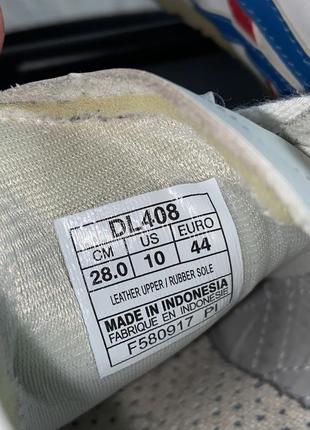 DL408
CM US EURO
28.0 10 44
LEATHER UPPER / RUBBER SOLE
MADE IN INDONESIA
FABRIQUE EN INDONESIE
F580917 PI